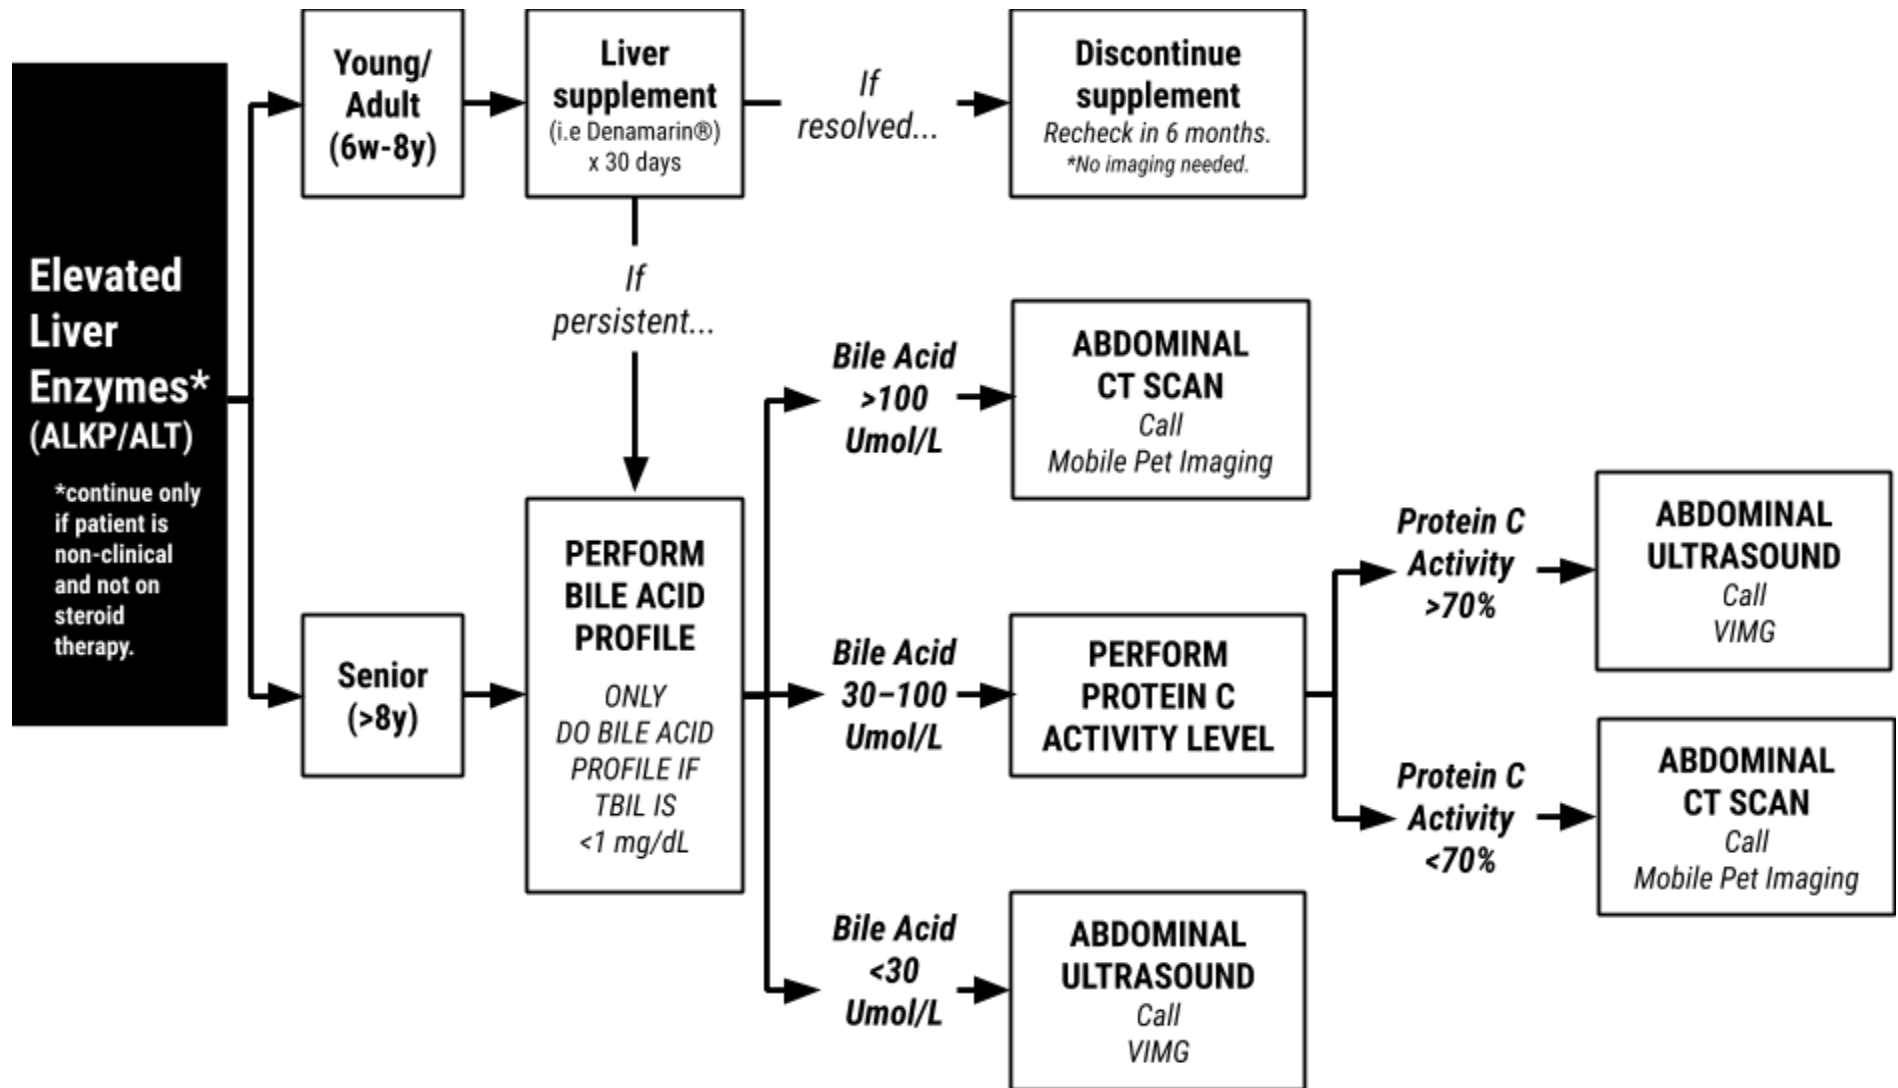 Elevated
Liver
Enzymes*
(ALKP/ALT)
*continue only
if patient is
non-clinical
and not on
steroid
therapy.
Young/
Adult
(6w-8y)
Liver
supplement
(i.e Denamarin®)
x 30 days
If
resolved...
Discontinue
supplement
Recheck in 6 months.
*No imaging needed.
If
persistent...
Senior
(>8y)
PERFORM
BILE ACID
PROFILE
ONLY
DO BILE ACID
PROFILE IF
TBIL IS
<1 mg/dL
Bile Acid
>100
Umol/L
ABDOMINAL
CT SCAN
Call
Mobile Pet Imaging
Bile Acid
30–100
Umol/L
PERFORM
PROTEIN C
ACTIVITY LEVEL
Protein C
Activity
>70%
ABDOMINAL
ULTRASOUND
Call
VIMG
Protein C
Activity
<70%
ABDOMINAL
CT SCAN
Call
Mobile Pet Imaging
Bile Acid
<30
Umol/L
ABDOMINAL
ULTRASOUND
Call
VIMG